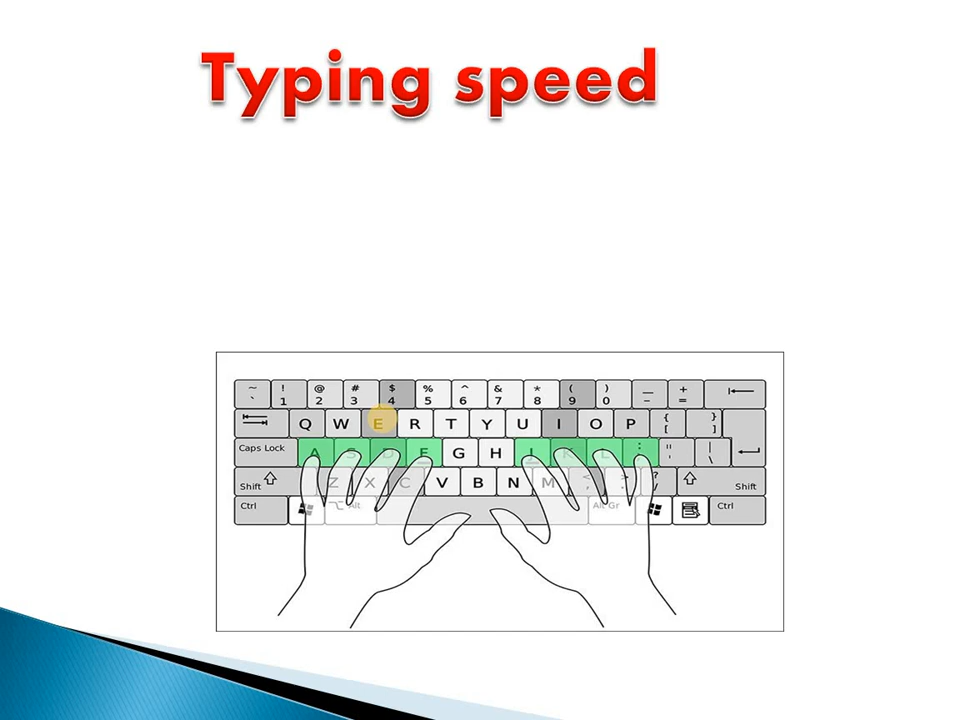 Typing speed
~ ! @ # $ % ^ & * ( ) _ +
` 1 2 3 4 5 6 7 8 9 0 - =
Q W E R T Y U I O P { [ } ]
Caps Lock A S D F G H J K L : " ' | \
Shift Z X C V B N M < > . ? / Shift
Ctrl Alt Alt Gr Ctrl